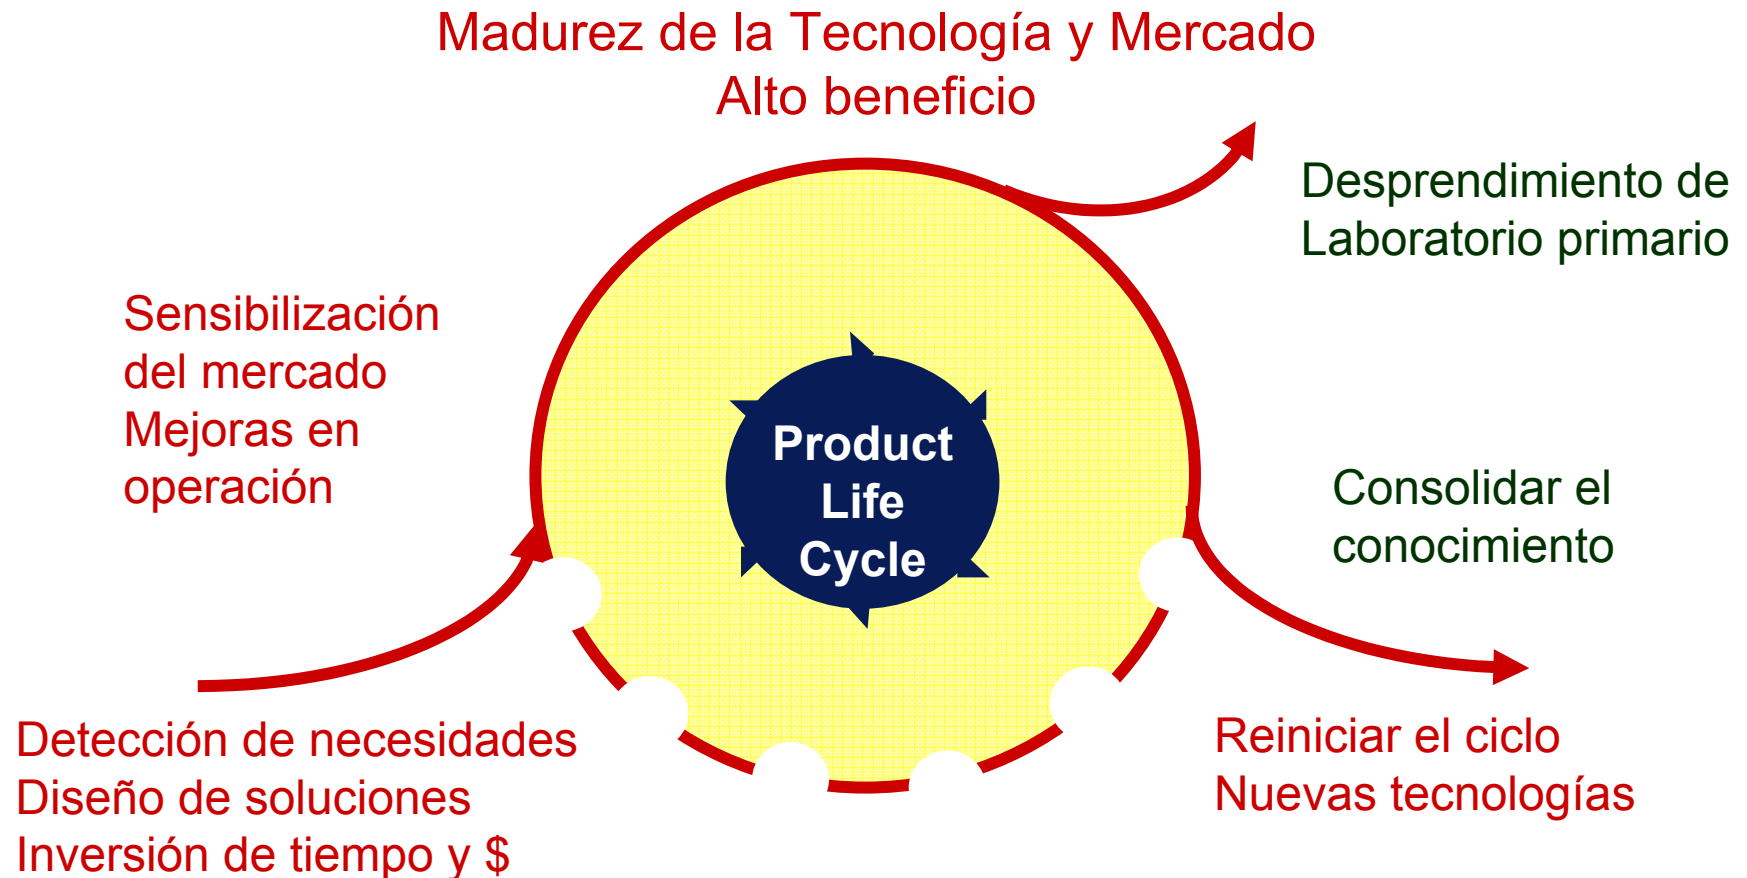 Madurez de la Tecnología y Mercado
Alto beneficio
Desprendimiento de
Laboratorio primario
Sensibilización
del mercado
Mejoras en
operación
Product
Life
Cycle
Consolidar el
conocimiento
Detección de necesidades
Diseño de soluciones
Inversión de tiempo y $
Reiniciar el ciclo
Nuevas tecnologías